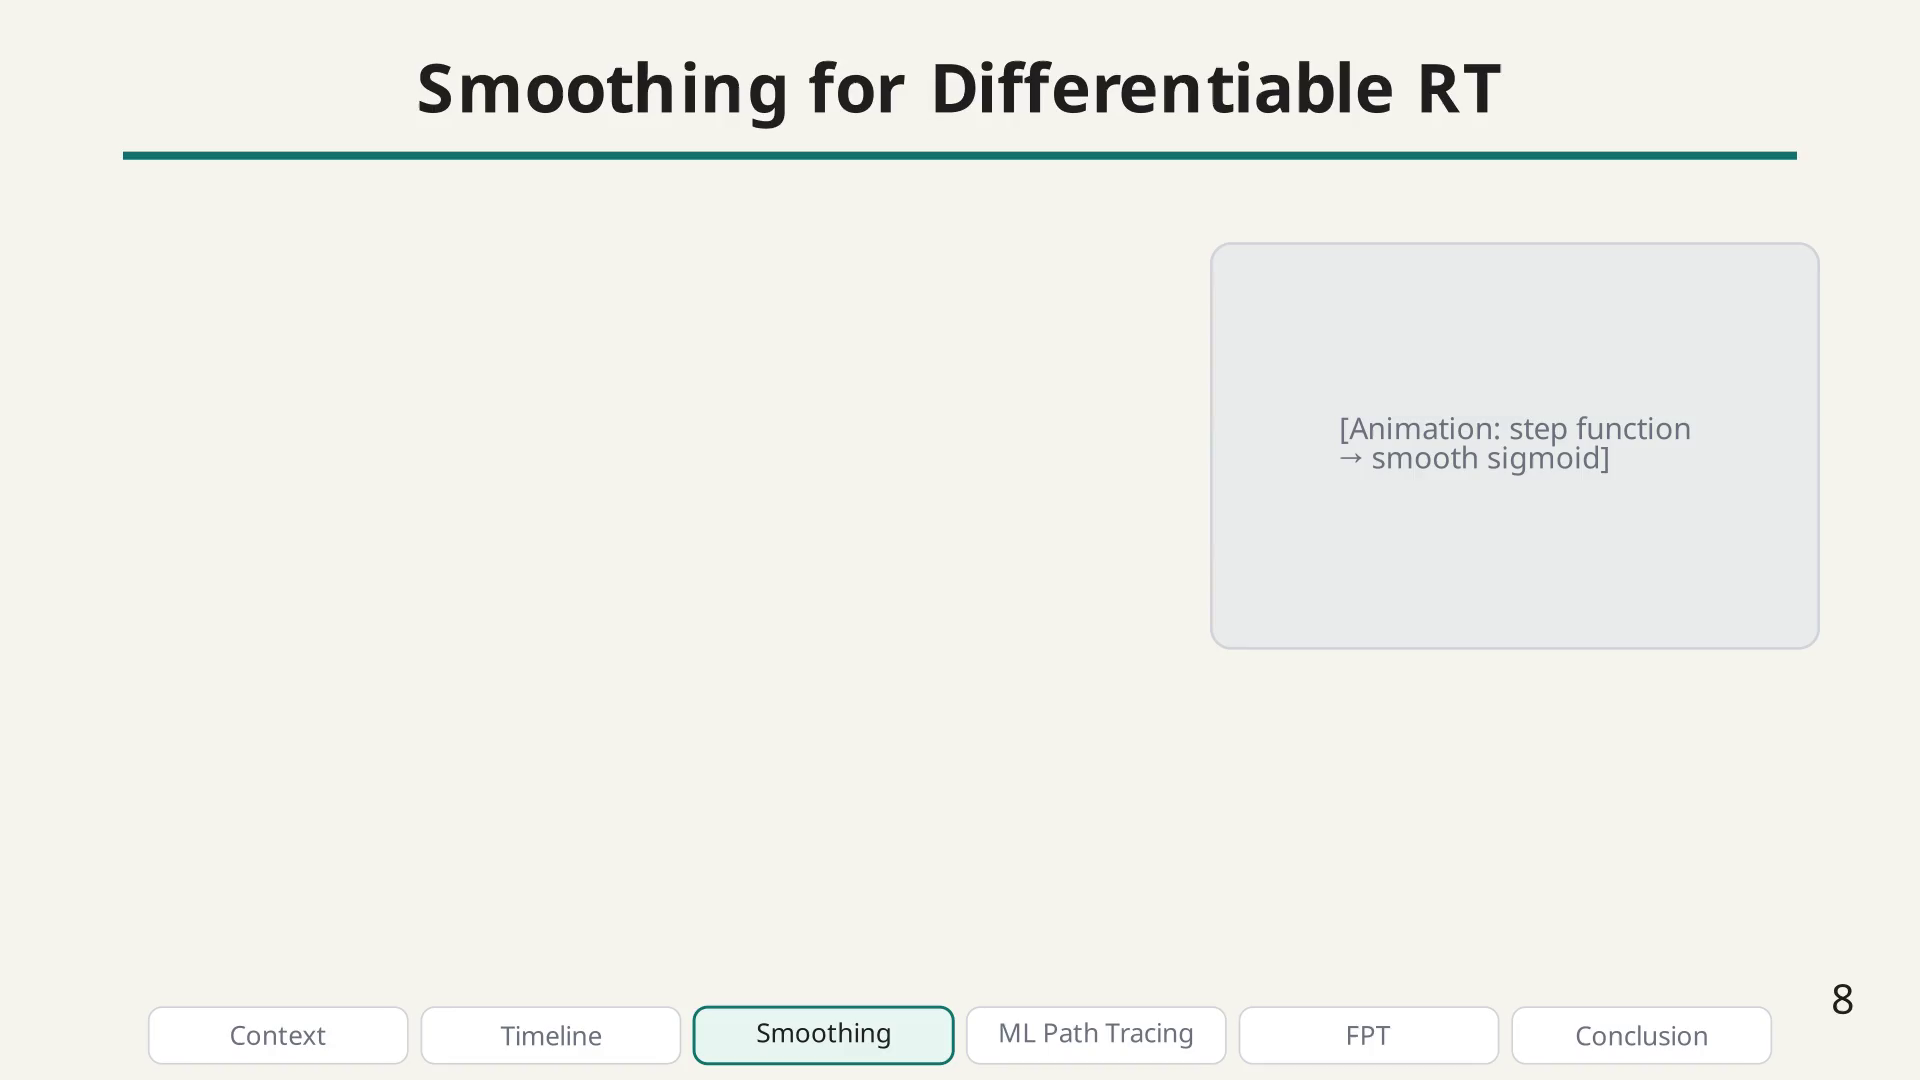 Smoothing for Differentiable RT
[Animation: step function
→ smooth sigmoid]
8
Context
Timeline
Smoothing
ML Path Tracing
FPT
Conclusion